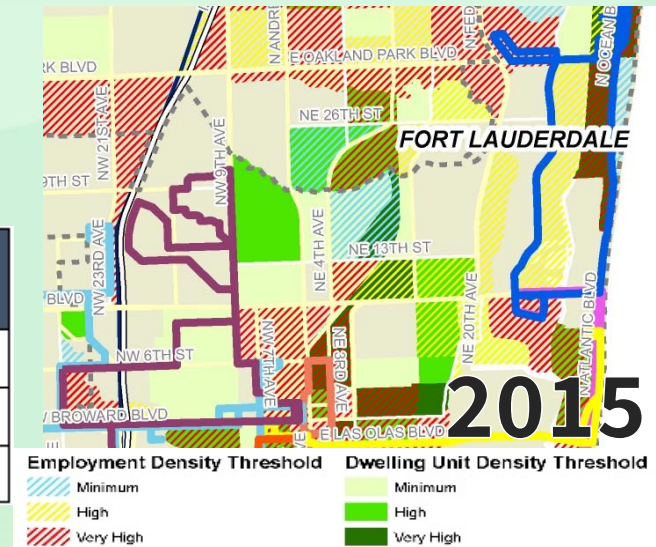 N ANDRE
N FED
N OCEAN B
E OAKLAND PARK BLVD
RK BLVD
NW 21ST AVE
NE 26TH ST
FORT LAUDERDALE
NW 9TH AVE
9TH ST
NE 4TH AVE
NW 23RD AVE
NE 13TH ST
BLVD
NE 20TH AVE
N ATLANTIC BLVD
NW 7TH AVE
NE 3RD AVE
NW 6TH ST
2015
W BROWARD BLVD
E LAS OLAS BLVD
VE
E
Employment Density Threshold
Minimum
High
Very High
Dwelling Unit Density Threshold
Minimum
High
Very High